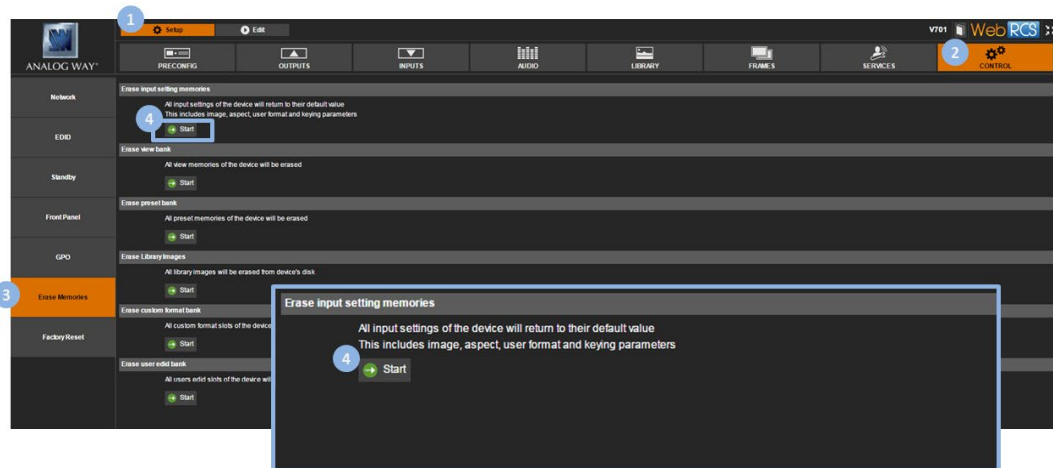 1
Setup
Edit
V701
Web RCS
ANALOG WAY®
PRECONFIG
OUTPUTS
INPUTS
AUDIO
LIBRARY
FRAMES
SERVICES
2
CONTROL
Network
EDID
Standby
Front Panel
GPO
3
Erase Memories
Factory Reset
Erase input setting memories
All input settings of the device will return to their default value
This includes image, aspect, user format and keying parameters
4
Start
Erase view bank
All view memories of the device will be erased
Start
Erase preset bank
All preset memories of the device will be erased
Start
Erase Library Images
All library images will be erased from device's disk
Start
Erase custom format bank
All custom format slots of the device
Start
Erase user edid bank
All users edid slots of the device wil
Start
Erase input setting memories
All input settings of the device will return to their default value
This includes image, aspect, user format and keying parameters
4
Start